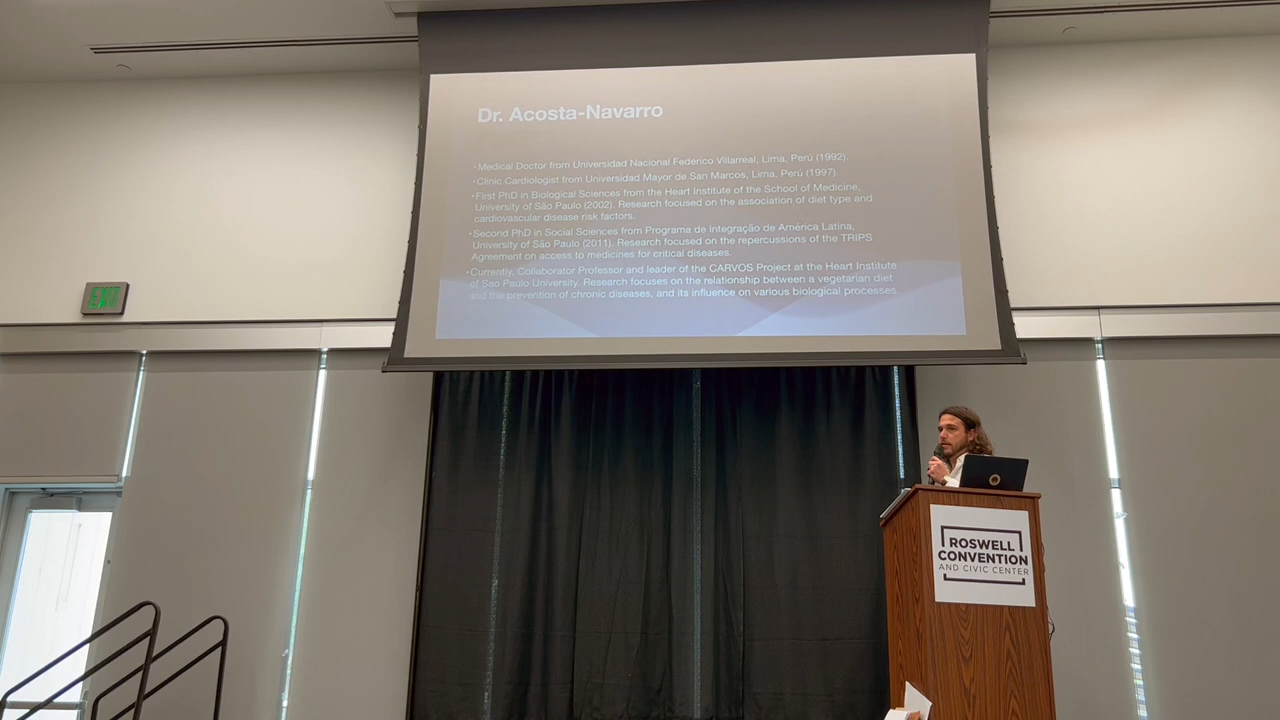 Dr. Acosta-Navarro
•Medical Doctor from Universidad Nacional Federico Villarreal, Lima, Perú (1992).
•Clinic Cardiologist from Universidad Mayor de San Marcos, Lima, Perú (1997).
•First PhD in Biological Sciences from the Heart Institute of the School of Medicine,
University of São Paulo (2002). Research focused on the association of diet type and
cardiovascular disease risk factors.
•Second PhD in Social Sciences from Programa de Integração de América Latina,
University of São Paulo (2011). Research focused on the repercussions of the TRIPS
Agreement on access to medicines for critical diseases.
•Currently, Collaborator Professor and leader of the CARVOS Project at the Heart Institute
of Sao Paulo University. Research focuses on the relationship between a vegetarian diet
and the prevention of chronic diseases, and its influence on various biological processes.
EXIT
ROSWELL
CONVENTION
AND CIVIC CENTER